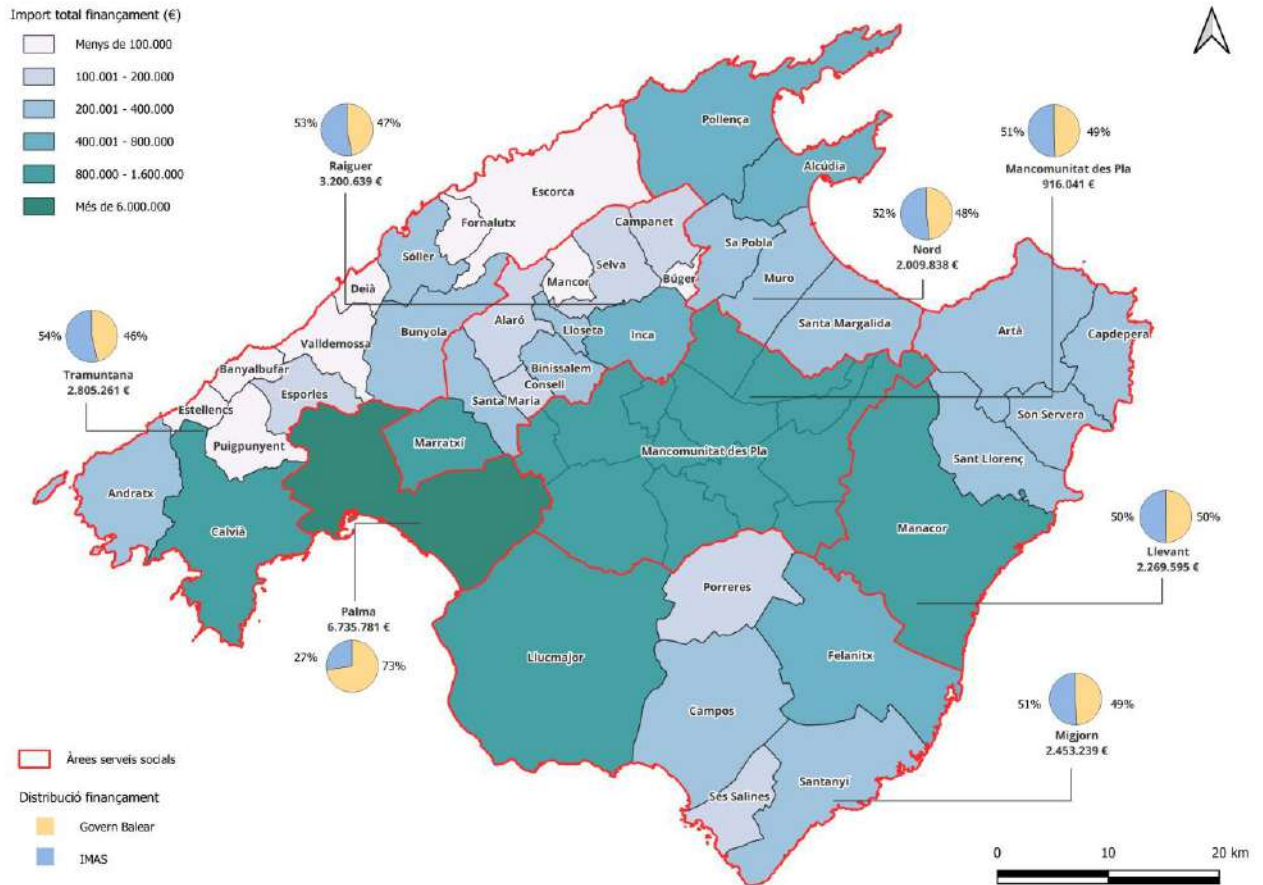 Import total finançament (€)
Menys de 100.000
100.001 - 200.000
200.001 - 400.000
400.001 - 800.000
800.000 - 1.600.000
Més de 6.000.000
53%
47%
Raiguer
3.200.639 €
51%
49%
Mancomunitat des Pla
916.041 €
52%
48%
Nord
2.009.838 €
54%
46%
Tramuntana
2.805.261 €
50%
50%
Llevant
2.269.595 €
Palma
6.735.781 €
27%
73%
51%
49%
Migjorn
2.453.239 €
Pollença
Alcúdia
Escorca
Fornalutx
Campanet
Sóller
Selva
Sa Pobla
Mancor
Búger
Muro
Deià
Alaró
Lloseta
Inca
Santa Margalida
Artà
Capdepera
Bunyola
Valldemossa
Banyalbufar
Binissalem
Consell
Esporles
Santa Maria
Son Servera
Estellencs
Puigpunyent
Marratxí
Mancomunitat des Pla
Sant Llorenç
Andratx
Calvià
Manacor
Porreres
Llucmajor
Felanitx
Campos
Santanyí
Ses Salines
Àrees serveis socials
Distribució finançament
Govern Balear
IMAS
0
10
20 km